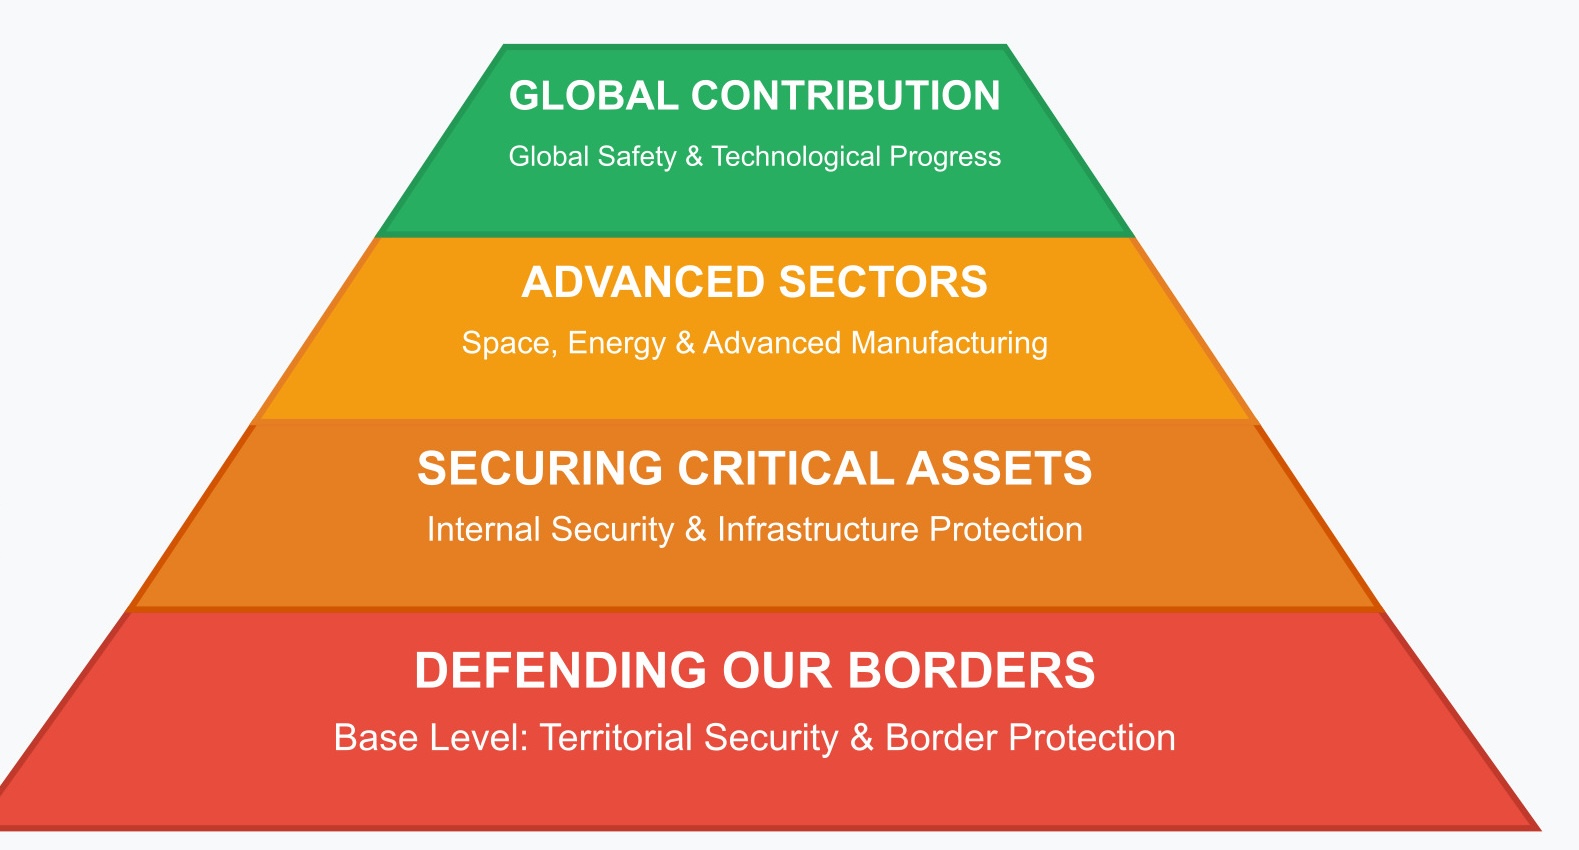 GLOBAL CONTRIBUTION
Global Safety & Technological Progress
ADVANCED SECTORS
Space, Energy & Advanced Manufacturing
SECURING CRITICAL ASSETS
Internal Security & Infrastructure Protection
DEFENDING OUR BORDERS
Base Level: Territorial Security & Border Protection